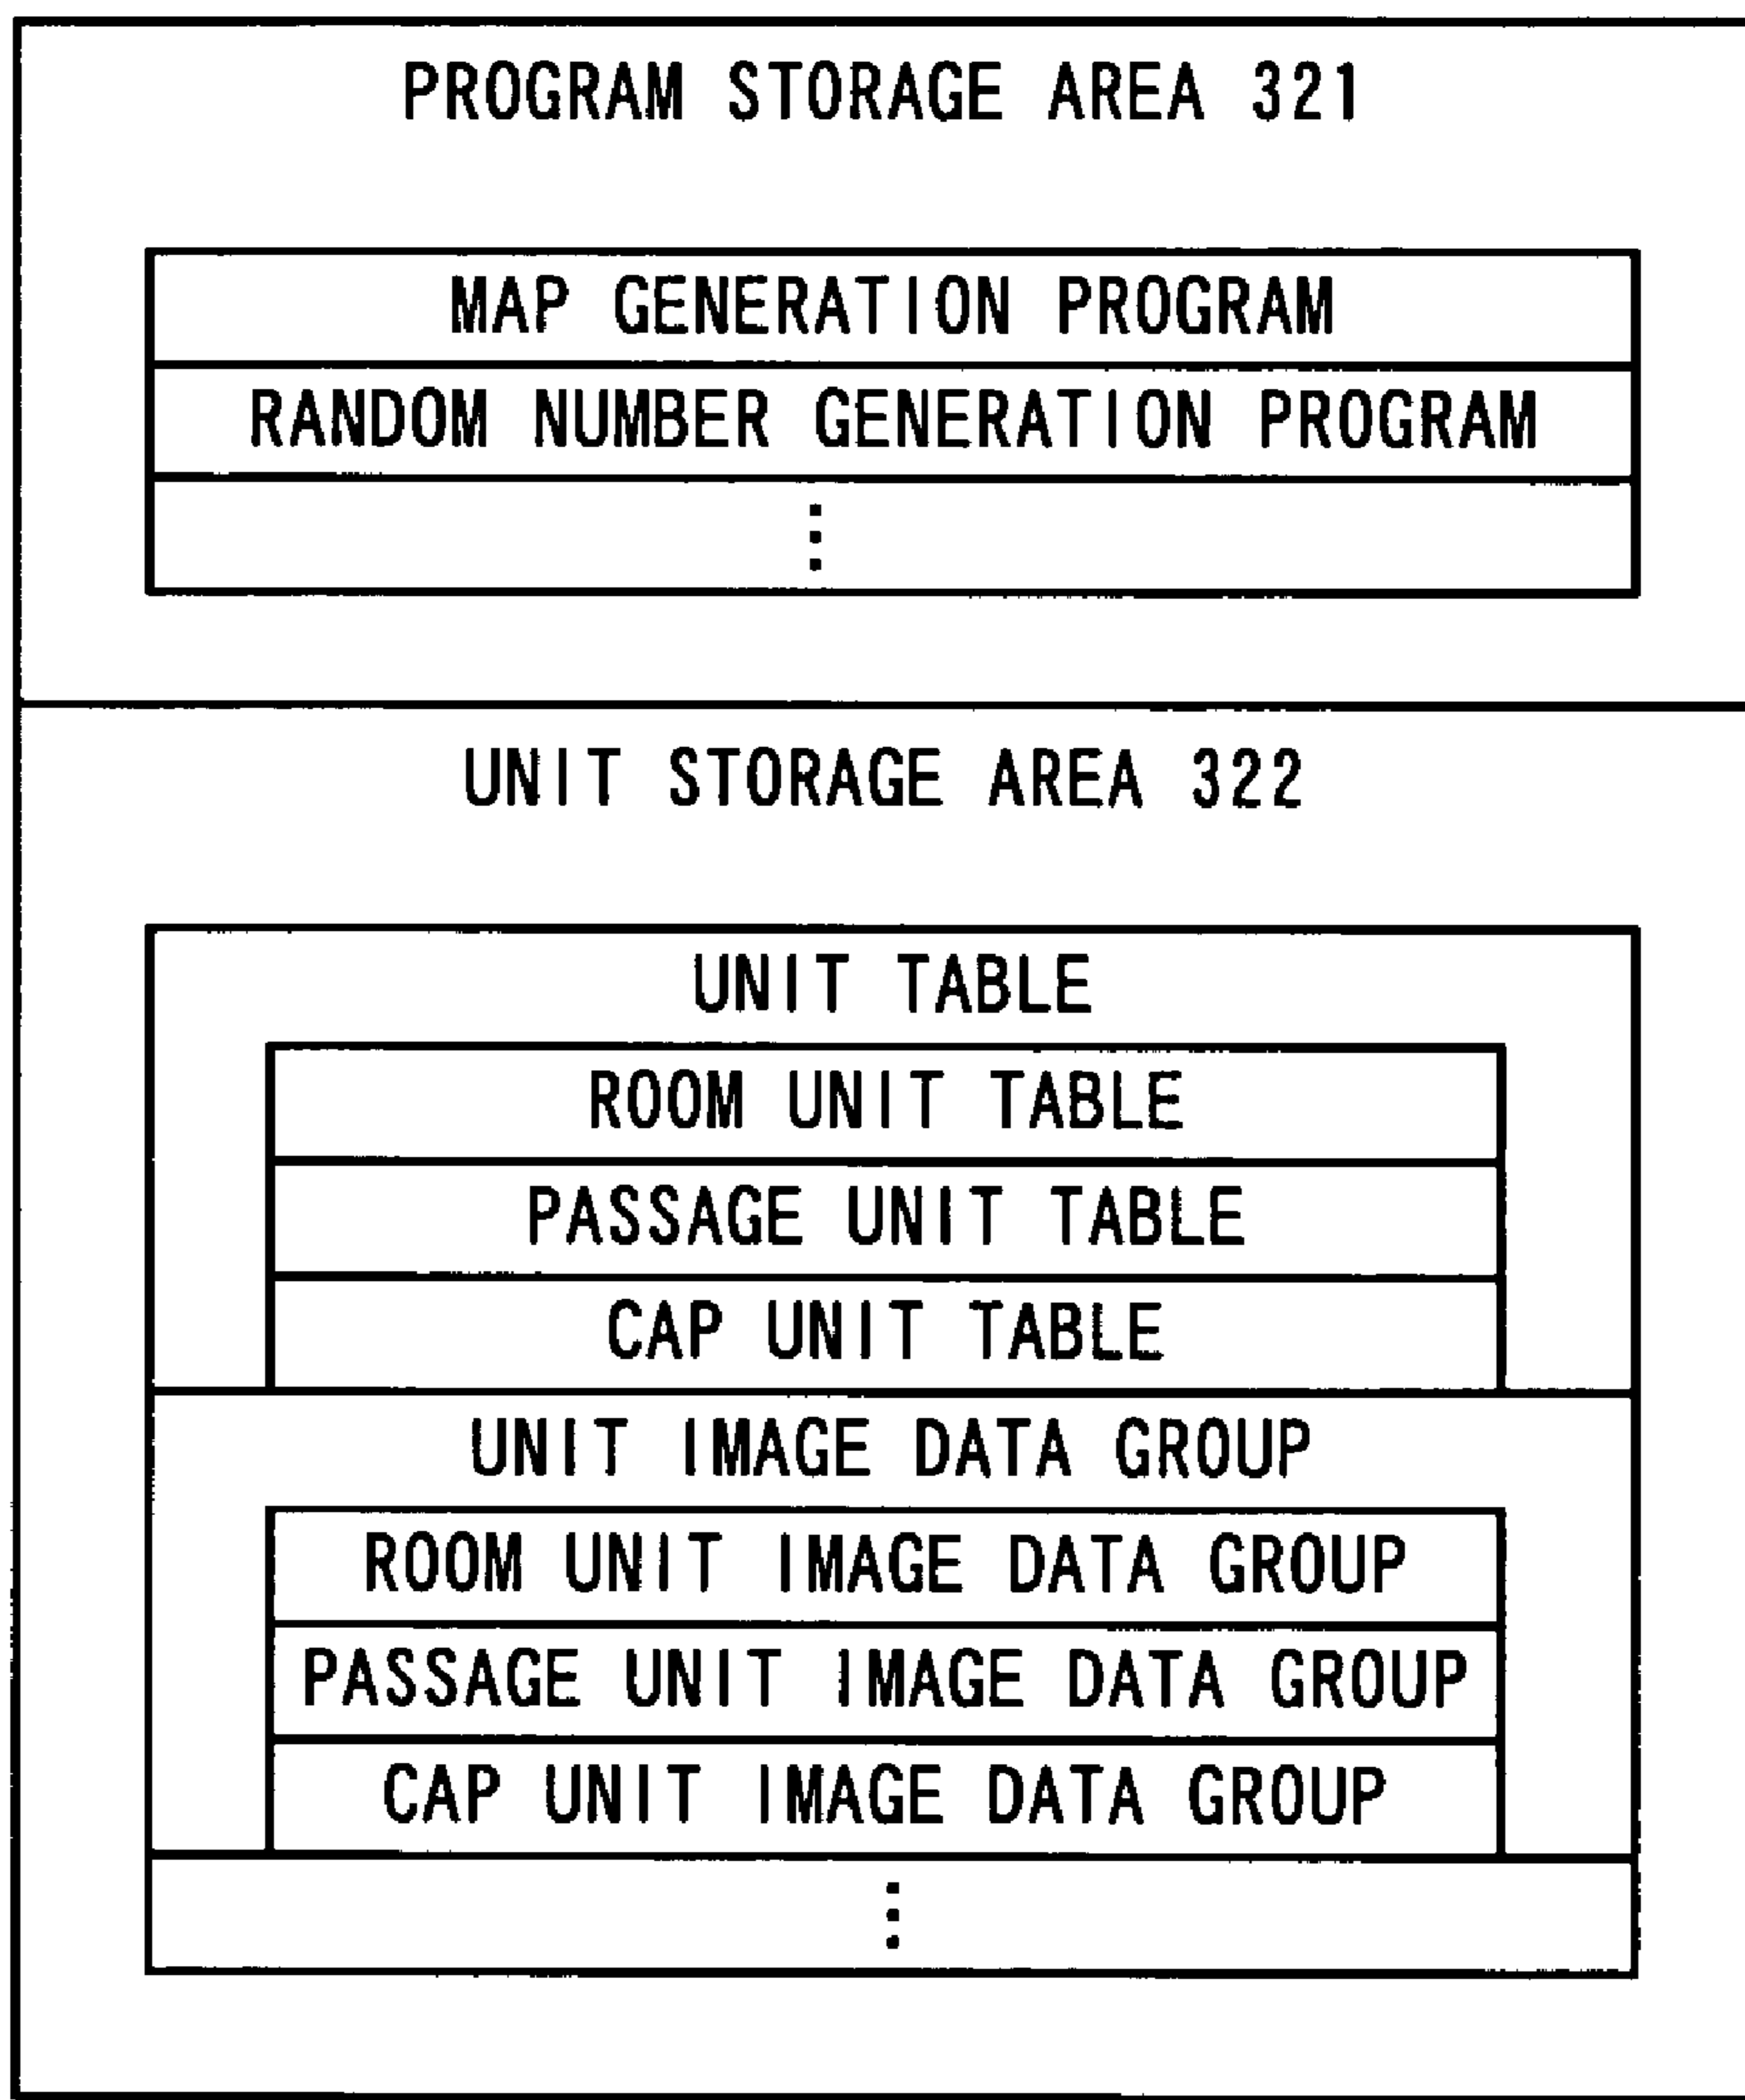 PROGRAM STORAGE AREA 321
MAP GENERATION PROGRAM
RANDOM NUMBER GENERATION PROGRAM
⋮
UNIT STORAGE AREA 322
UNIT TABLE
ROOM UNIT TABLE
PASSAGE UNIT TABLE
CAP UNIT TABLE
UNIT IMAGE DATA GROUP
ROOM UNIT IMAGE DATA GROUP
PASSAGE UNIT IMAGE DATA GROUP
CAP UNIT IMAGE DATA GROUP
⋮